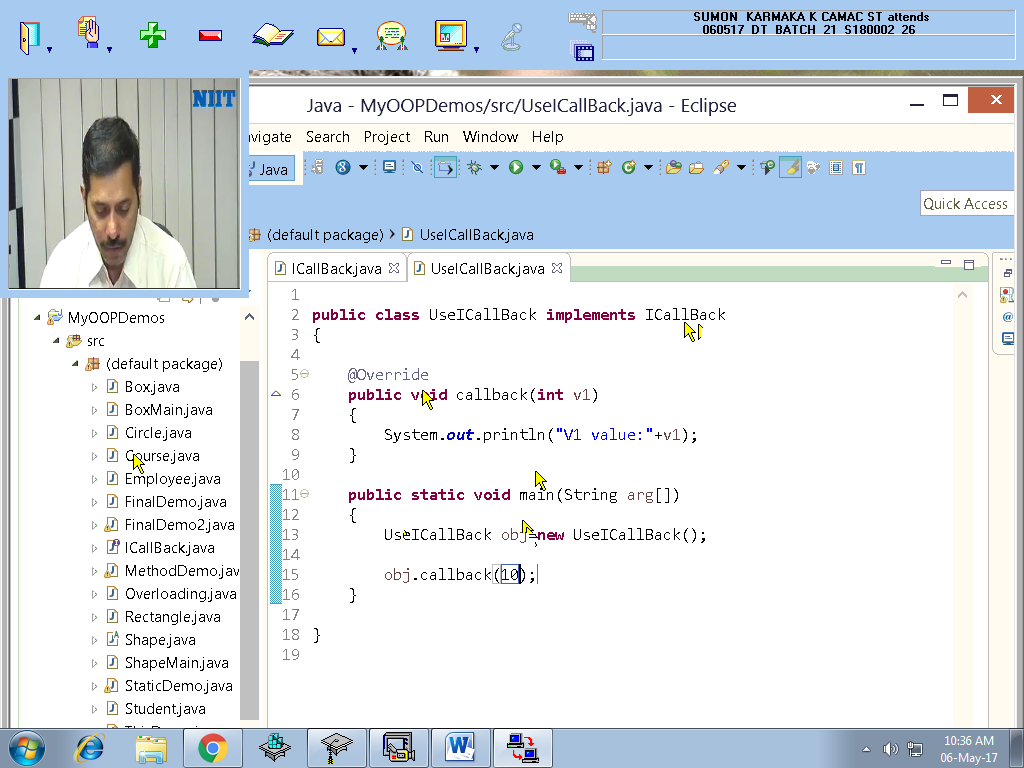 SUMON KARMAKA K CAMAC ST attends
060517 DT BATCH 21 S180002 26
NIIT
Java - MyOOPDemos/src/UseICallBack.java - Eclipse
vigate Search Project Run Window Help
Java
Quick Access
(default package) UseICallBack.java
ICallBack.java UseICallBack.java
MyOOPDemos
src
(default package)
Box.java
BoxMain.java
Circle.java
Course.java
Employee.java
FinalDemo.java
FinalDemo2.java
ICallBack.java
MethodDemo.jav
Overloading.java
Rectangle.java
Shape.java
ShapeMain.java
StaticDemo.java
Student.java
1
2 public class UseICallBack implements ICallBack
3 {
4
5 @Override
6 public void callback(int v1)
7 {
8 System.out.println("V1 value:"+v1);
9 }
10
11 public static void main(String arg[])
12 {
13 UseICallBack obj=new UseICallBack();
14
15 obj.callback(10);
16 }
17
18 }
19
10:36 AM
06-May-17